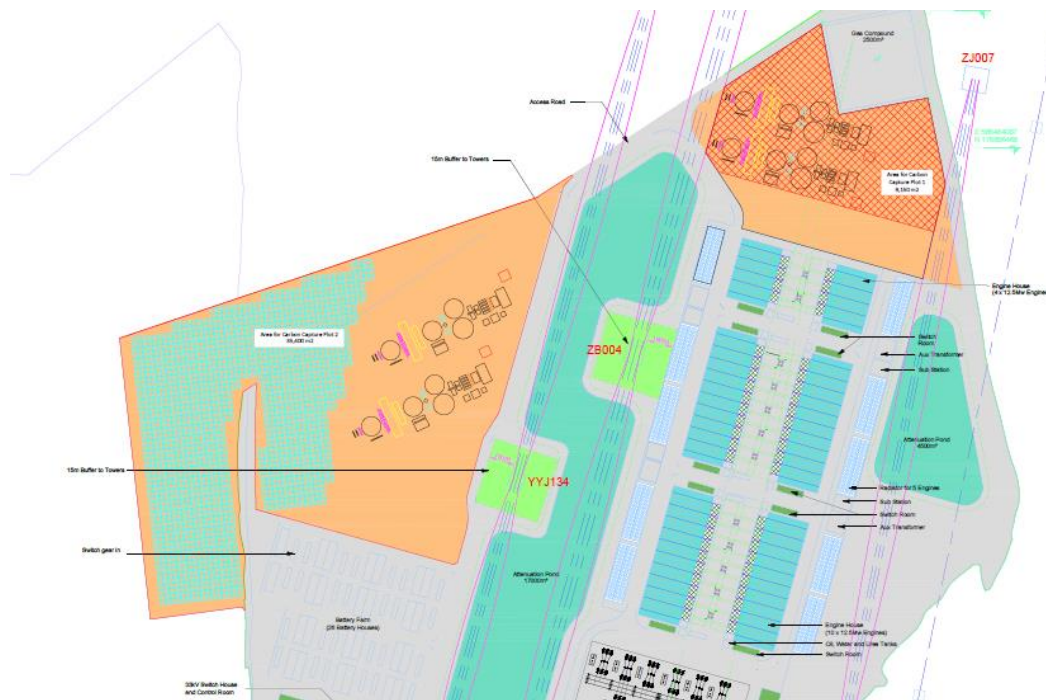 Gas Compound
2500m²
ZJ007
Access Road
15m Buffer to Towers
Area for Carbon
Capture Plot 1
Engine House
Switch
Room
Aux Transformer
Sub Station
ZB004
Area for Carbon Capture Plot 2
Attenuation Pond
4500m²
15m Buffer to Towers
YYJ134
Radiator for 5 Engines
Sub Station
Switch Room
Aux Transformer
Switch gear in
Attenuation Pond
17000m²
Battery Farm
(26 Battery Houses)
Engine House
(10 x 12.5Mw Engines)
Oil, Water and Urea Tanks
Switch Room
33kV Switch House
and Control Room